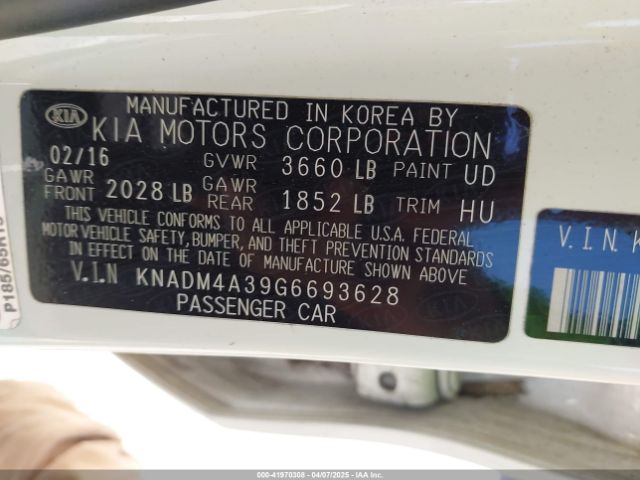 KIA
MANUFACTURED IN KOREA BY
KIA MOTORS CORPORATION
02/16 GVWR 3660 LB PAINT UD
GAWR FRONT 2028 LB GAWR REAR 1852 LB TRIM HU
THIS VEHICLE CONFORMS TO ALL APPLICABLE U.S.A. FEDERAL
MOTOR VEHICLE SAFETY, BUMPER, AND THEFT PREVENTION STANDARDS
IN EFFECT ON THE DATE OF MANUFACTURE SHOWN ABOVE
V.I.N KNADM4A39G6693628
PASSENGER CAR
P185/65R15
V.I.N. K
000-41970308 - 04/07/2025 - IAAI.COM